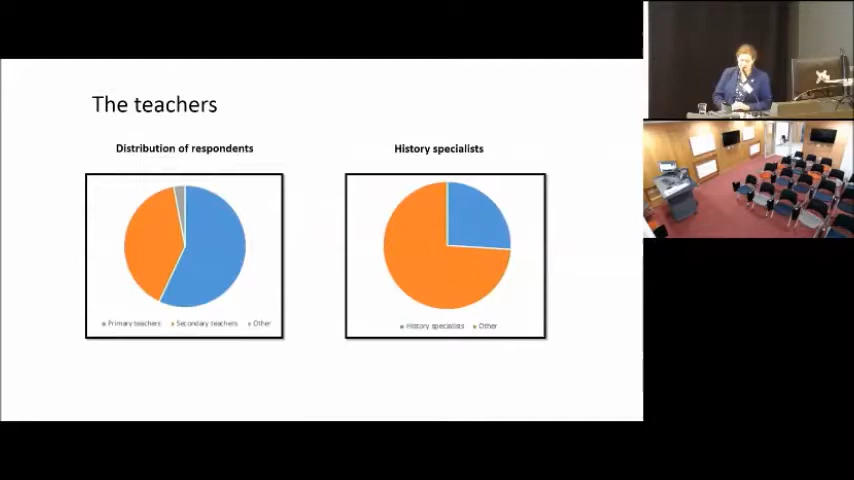 The teachers
Distribution of respondents
History specialists
Primary teachers Secondary teachers Other
History specialists Other